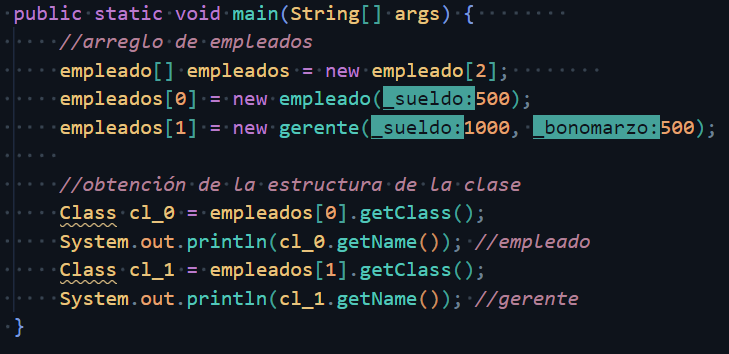 public static void main(String[] args) {
//arreglo de empleados
empleado[] empleados = new empleado[2];
empleados[0] = new empleado(_sueldo:500);
empleados[1] = new gerente(_sueldo:1000, _bonomarzo:500);
//obtención de la estructura de la clase
Class cl_0 = empleados[0].getClass();
System.out.println(cl_0.getName()); //empleado
Class cl_1 = empleados[1].getClass();
System.out.println(cl_1.getName()); //gerente
}